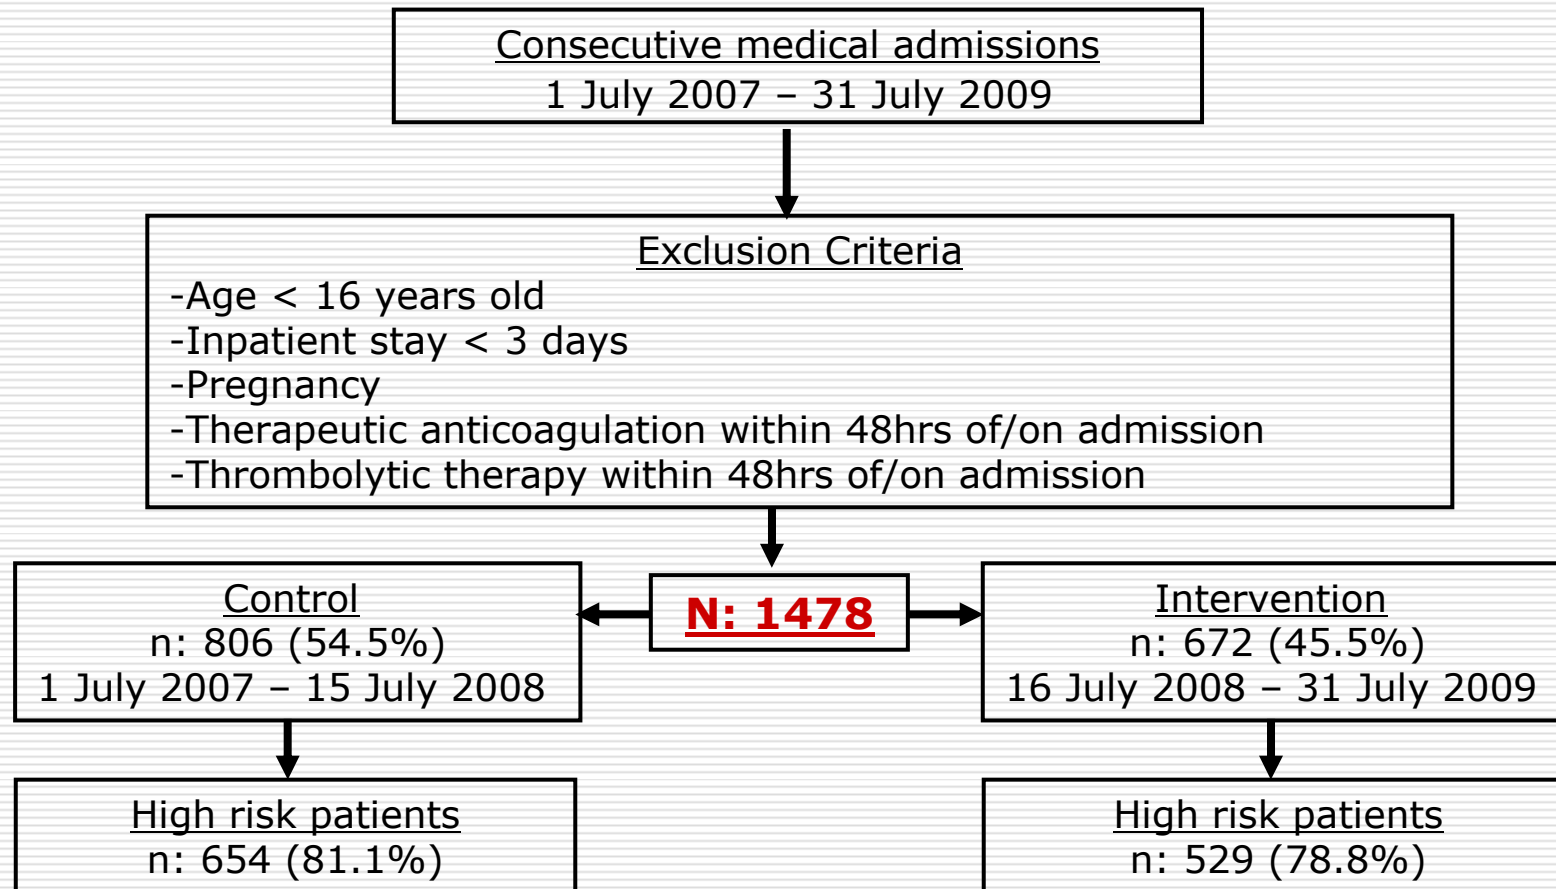 Consecutive medical admissions
1 July 2007 – 31 July 2009
Exclusion Criteria
-Age < 16 years old
-Inpatient stay < 3 days
-Pregnancy
-Therapeutic anticoagulation within 48hrs of/on admission
-Thrombolytic therapy within 48hrs of/on admission
N: 1478
Control
n: 806 (54.5%)
1 July 2007 – 15 July 2008
Intervention
n: 672 (45.5%)
16 July 2008 – 31 July 2009
High risk patients
n: 654 (81.1%)
High risk patients
n: 529 (78.8%)